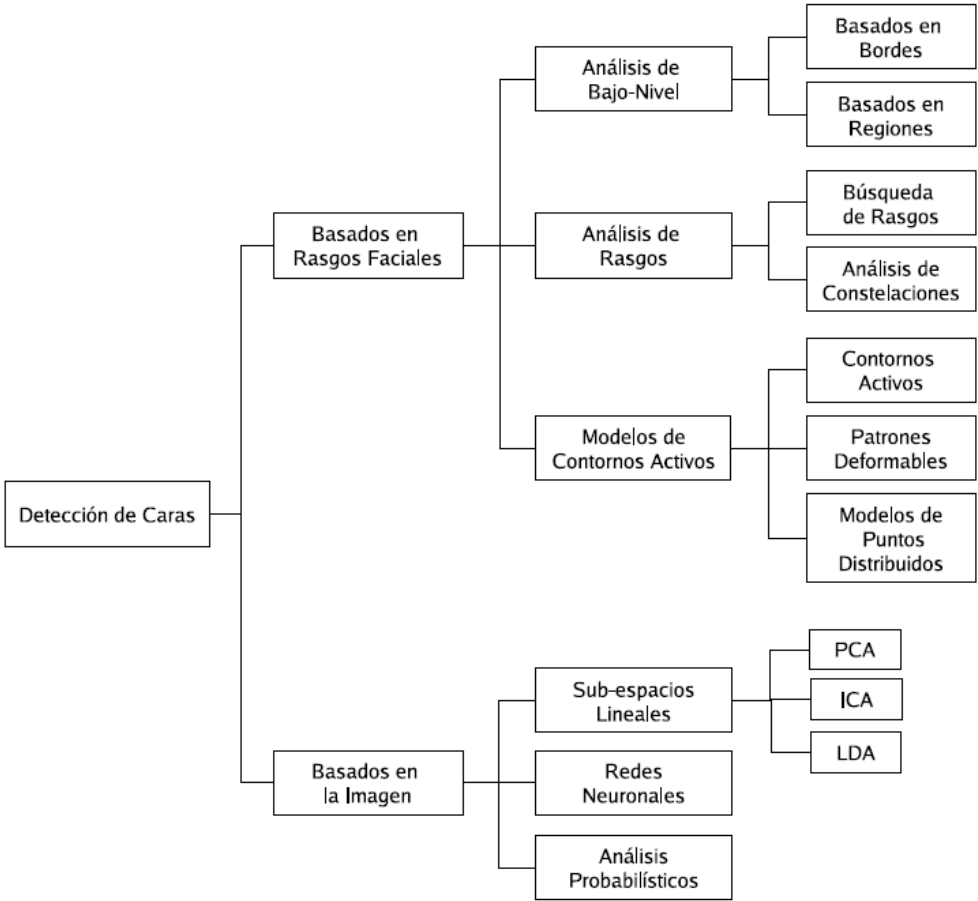 Basados en
Bordes
Análisis de
Bajo-Nivel
Basados en
Regiones
Búsqueda
de Rasgos
Basados en
Rasgos Faciales
Análisis de
Rasgos
Análisis de
Constelaciones
Contornos
Activos
Modelos de
Contornos Activos
Patrones
Deformables
Detección de Caras
Modelos de
Puntos
Distribuidos
PCA
Sub-espacios
Lineales
ICA
LDA
Basados en
la Imagen
Redes
Neuronales
Análisis
Probabilísticos